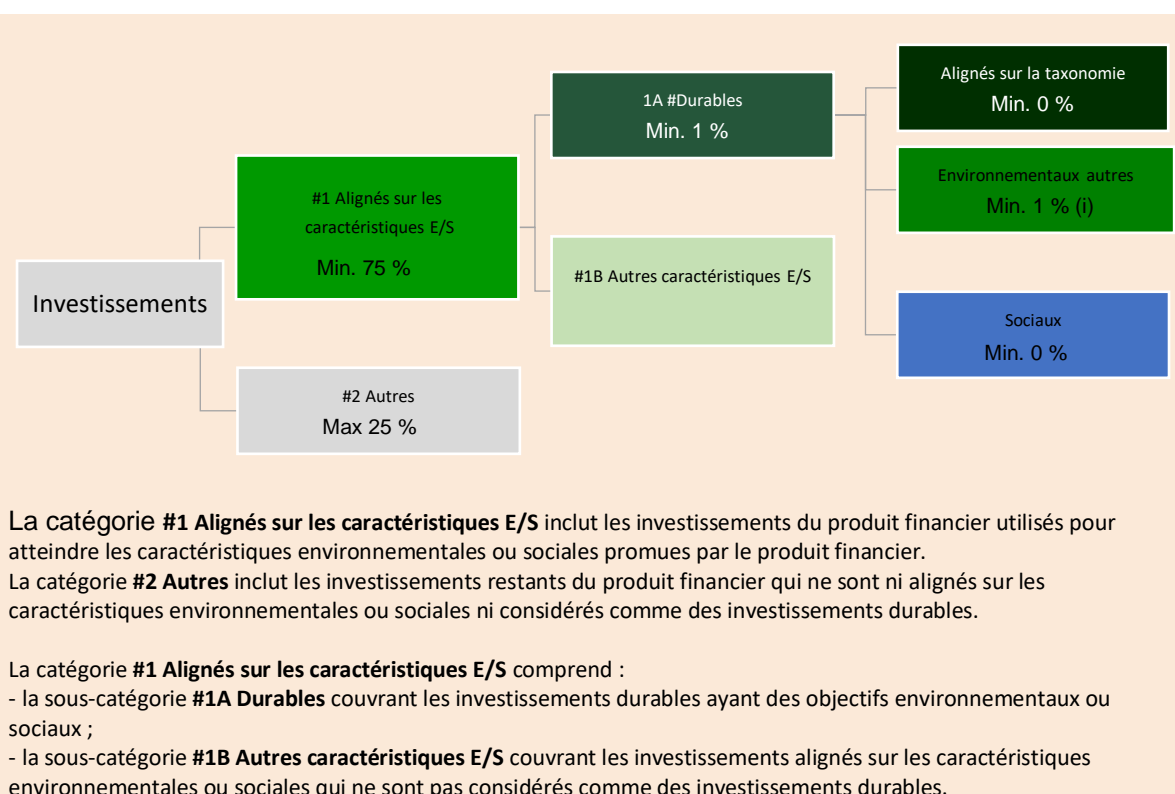 Investissements
#1 Alignés sur les
caractéristiques E/S
Min. 75 %
#2 Autres
Max 25 %
1A #Durables
Min. 1 %
#1B Autres caractéristiques E/S
Alignés sur la taxonomie
Min. 0 %
Environnementaux autres
Min. 1 % (i)
Sociaux
Min. 0 %
La catégorie #1 Alignés sur les caractéristiques E/S inclut les investissements du produit financier utilisés pour
atteindre les caractéristiques environnementales ou sociales promues par le produit financier.
La catégorie #2 Autres inclut les investissements restants du produit financier qui ne sont ni alignés sur les
caractéristiques environnementales ou sociales ni considérés comme des investissements durables.
La catégorie #1 Alignés sur les caractéristiques E/S comprend :
- la sous-catégorie #1A Durables couvrant les investissements durables ayant des objectifs environnementaux ou
sociaux ;
- la sous-catégorie #1B Autres caractéristiques E/S couvrant les investissements alignés sur les caractéristiques
environnementales ou sociales qui ne sont pas considérés comme des investissements durables.